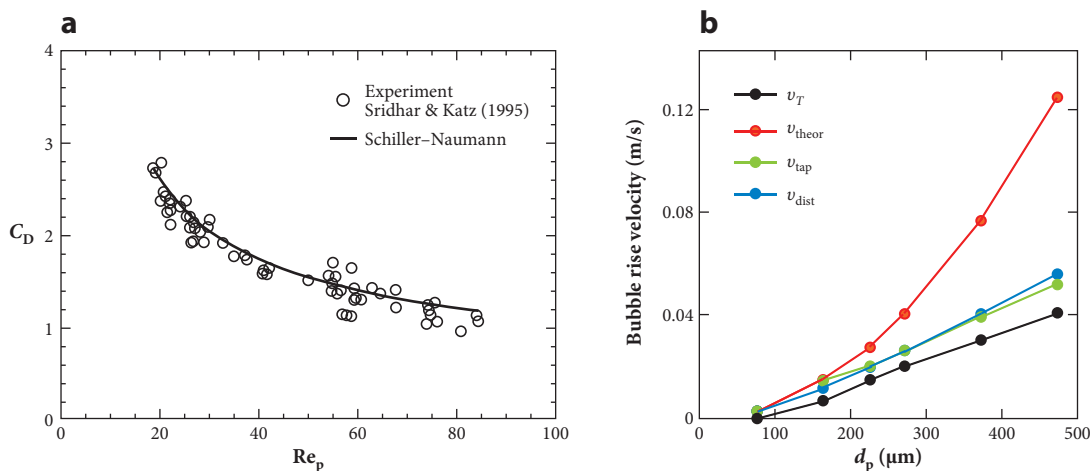 a
4
3
2
1
0
C_D
0 20 40 60 80 100
Re_p
Experiment
Sridhar & Katz (1995)
Schiller–Naumann
b
0.12
0.08
0.04
0
Bubble rise velocity (m/s)
0 100 200 300 400 500
d_p (μm)
v_T
v_theor
v_tap
v_dist